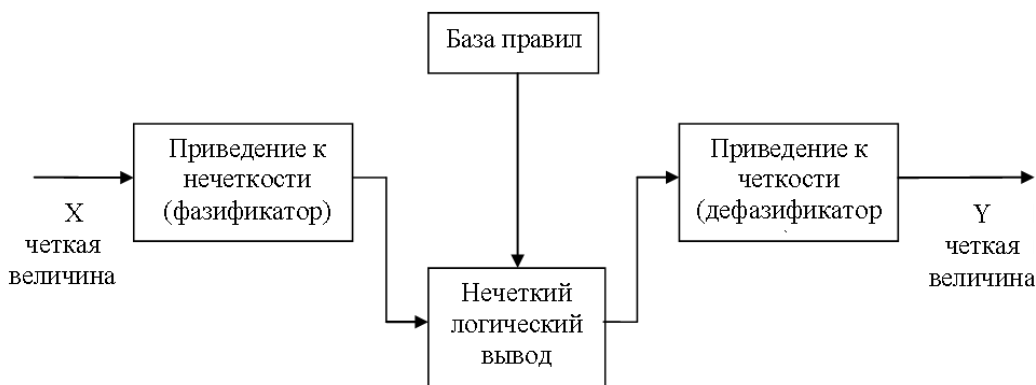 База правил
Приведение к
нечеткости
(фазификатор)
Приведение к
четкости
(дефазификатор
X
четкая
величина
Y
четкая
величина
Нечеткий
логический
вывод